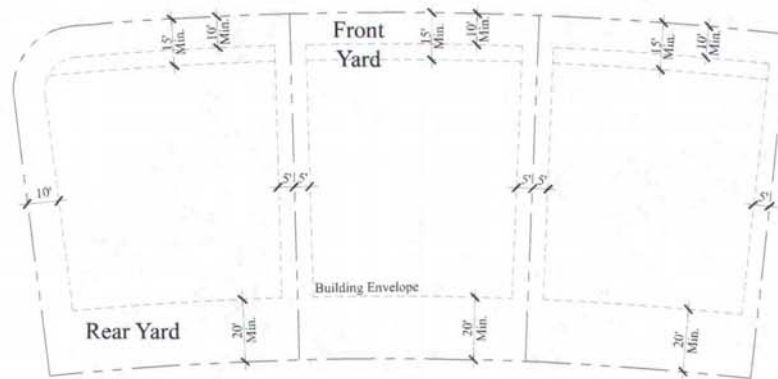 15'
Min.
10'
Min.
Front
Yard
15'
Min.
10'
Min.
15'
Min.
10'
Min.
10'
5'
5'
5'
5'
5'
Building Envelope
Rear Yard
20'
Min.
20'
Min.
20'
Min.